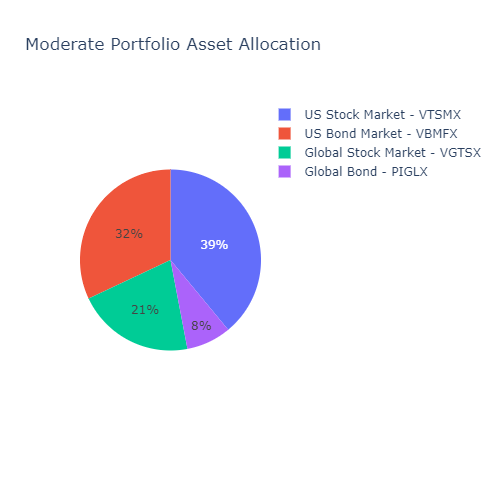 Moderate Portfolio Asset Allocation
US Stock Market - VTSMX
US Bond Market - VBMFX
Global Stock Market - VGTSX
Global Bond - PIGLX
32%
39%
21%
8%